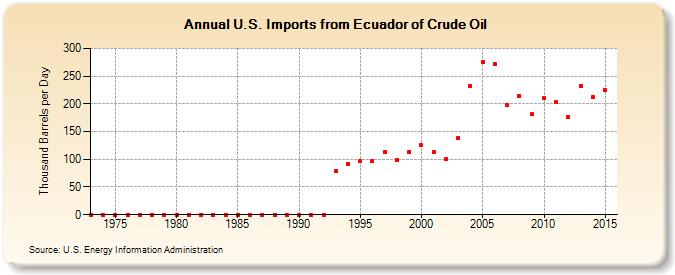 Annual U.S. Imports from Ecuador of Crude Oil
Thousand Barrels per Day
300
250
200
150
100
50
0
1975 1980 1985 1990 1995 2000 2005 2010 2015
Source: U.S. Energy Information Administration